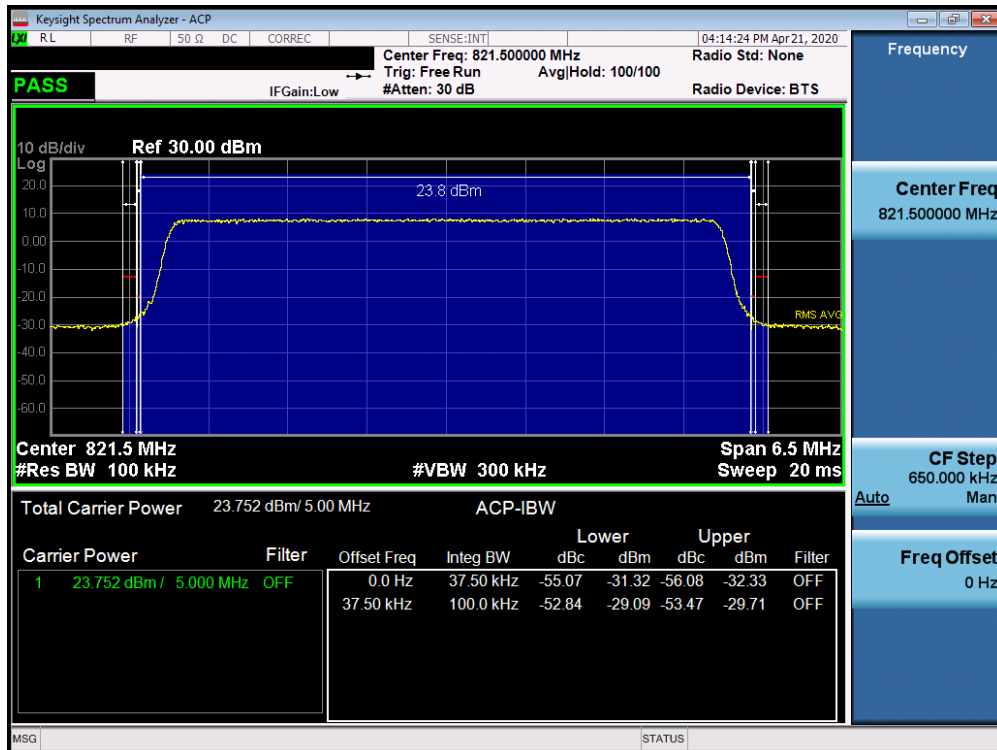 Keysight Spectrum Analyzer - ACP
LXI RL RF 50 Ω DC CORREC SENSE:INT 04:14:24 PM Apr 21, 2020
Center Freq: 821.500000 MHz Radio Std: None
Trig: Free Run Avg|Hold: 100/100
PASS IFGain:Low #Atten: 30 dB Radio Device: BTS
Frequency
10 dB/div Ref 30.00 dBm
Log
20.0
23.8 dBm
10.0
0.00
-10.0
-20.0
-30.0
RMS AVG
-40.0
-50.0
-60.0
Center 821.5 MHz Span 6.5 MHz
#Res BW 100 kHz #VBW 300 kHz Sweep 20 ms
Total Carrier Power 23.752 dBm/ 5.00 MHz ACP-IBW
Lower Upper
Carrier Power Filter Offset Freq Integ BW dBc dBm dBc dBm Filter
1 23.752 dBm / 5.000 MHz OFF 0.0 Hz 37.50 kHz -55.07 -31.32 -56.08 -32.33 OFF
37.50 kHz 100.0 kHz -52.84 -29.09 -53.47 -29.71 OFF
Center Freq
821.500000 MHz
CF Step
650.000 kHz
Auto Man
Freq Offset
0 Hz
MSG STATUS